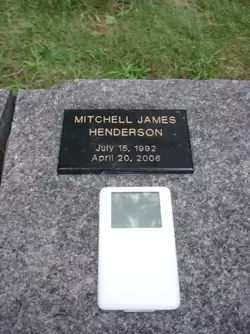 MITCHELL JAMES
HENDERSON
July 15, 1992
April 20, 2006